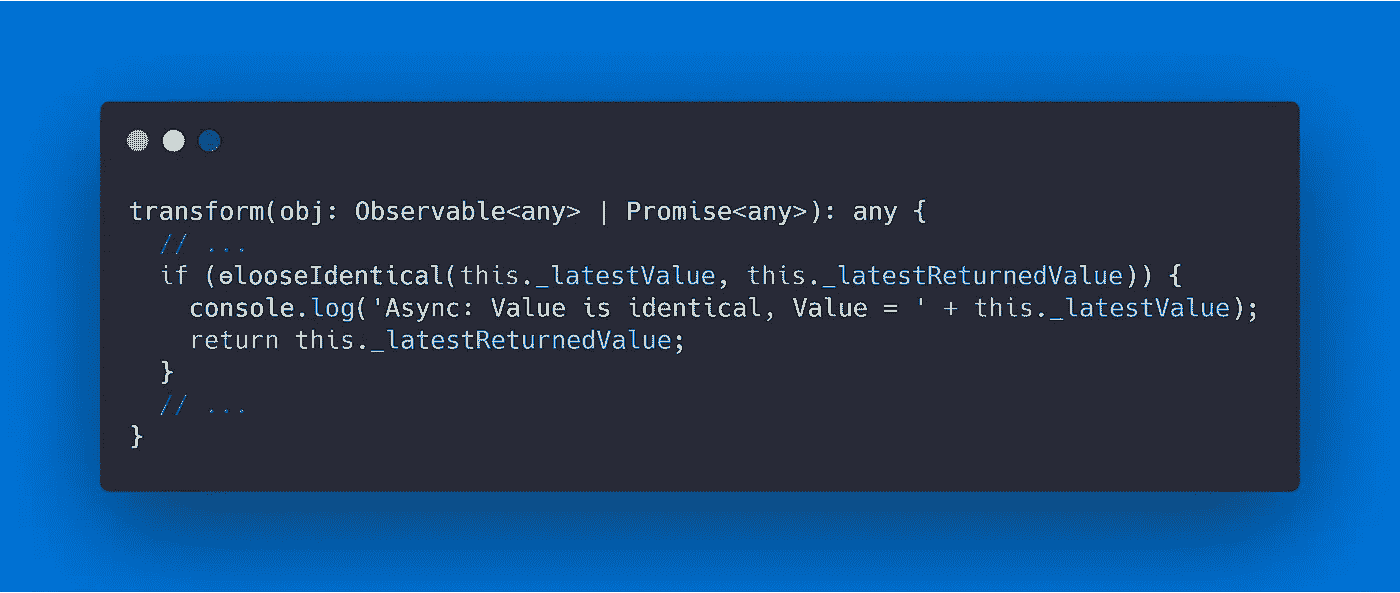 transform(obj: Observable<any> | Promise<any>): any {
  // ...
  if (ɵlooseIdentical(this._latestValue, this._latestReturnedValue)) {
    console.log('Async: Value is identical, Value = ' + this._latestValue);
    return this._latestReturnedValue;
  }
  // ...
}